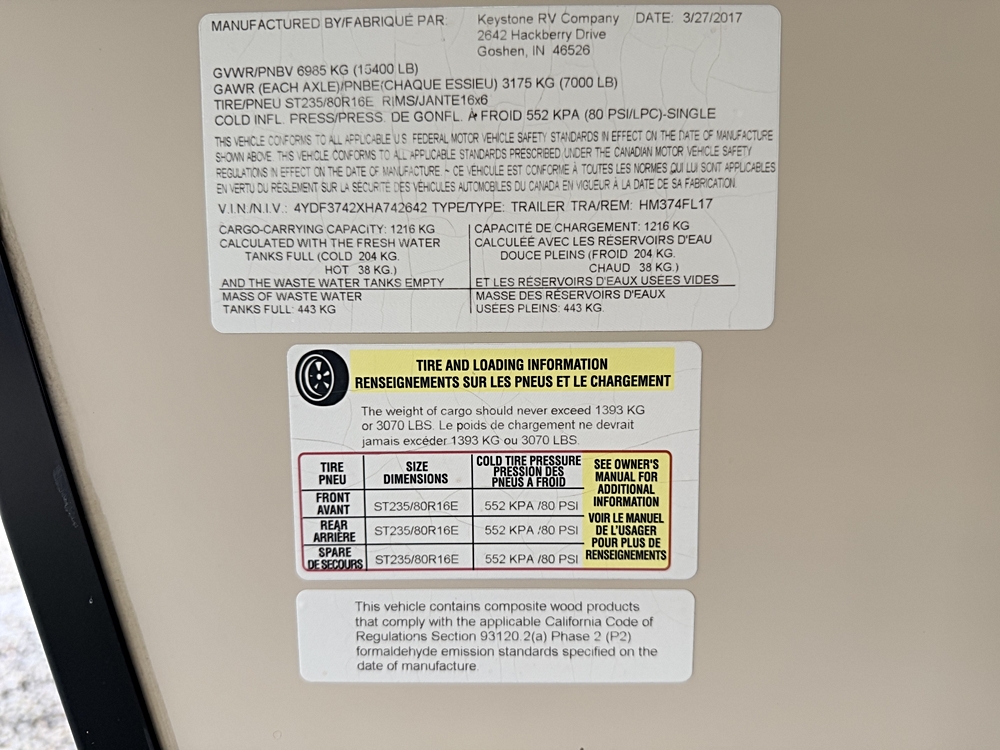 MANUFACTURED BY/FABRIQUÉ PAR: Keystone RV Company DATE: 3/27/2017
2642 Hackberry Drive
Goshen, IN 46526
GVWR/PNBV 6985 KG (15400 LB)
GAWR (EACH AXLE)/PNBE(CHAQUE ESSIEU) 3175 KG (7000 LB)
TIRE/PNEU ST235/80R16E RIMS/JANTE16x6
COLD INFL. PRESS/PRESS. DE GONFL. À FROID 552 KPA (80 PSI/LPC)-SINGLE
THIS VEHICLE CONFORMS TO ALL APPLICABLE U.S. FEDERAL MOTOR VEHICLE SAFETY STANDARDS IN EFFECT ON THE DATE OF MANUFACTURE
SHOWN ABOVE. THIS VEHICLE CONFORMS TO ALL APPLICABLE STANDARDS PRESCRIBED UNDER THE CANADIAN MOTOR VEHICLE SAFETY
REGULATIONS IN EFFECT ON THE DATE OF MANUFACTURE. ~ CE VÉHICULE EST CONFORME À TOUTES LES NORMES QUI LUI SONT APPLICABLES
EN VERTU DU RÈGLEMENT SUR LA SÉCURITÉ DES VÉHICULES AUTOMOBILES DU CANADA EN VIGUEUR À LA DATE DE SA FABRICATION.
V.I.N./N.I.V.: 4YDF3742XHA742642 TYPE/TYPE: TRAILER TRA/REM: HM374FL17
CARGO-CARRYING CAPACITY: 1216 KG
CALCULATED WITH THE FRESH WATER
TANKS FULL (COLD 204 KG.
HOT 38 KG.)
AND THE WASTE WATER TANKS EMPTY
MASS OF WASTE WATER
TANKS FULL: 443 KG
CAPACITÉ DE CHARGEMENT: 1216 KG
CALCULÉE AVEC LES RÉSERVOIRS D'EAU
DOUCE PLEINS (FROID 204 KG.
CHAUD 38 KG.)
ET LES RÉSERVOIRS D'EAUX USÉES VIDES
MASSE DES RÉSERVOIRS D'EAUX
USÉES PLEINS: 443 KG.
TIRE AND LOADING INFORMATION
RENSEIGNEMENTS SUR LES PNEUS ET LE CHARGEMENT
The weight of cargo should never exceed 1393 KG
or 3070 LBS. Le poids de chargement ne devrait
jamais excéder 1393 KG ou 3070 LBS.
TIRE
PNEU
SIZE
DIMENSIONS
COLD TIRE PRESSURE
PRESSION DES
PNEUS À FROID
FRONT
AVANT
ST235/80R16E 552 KPA /80 PSI
REAR
ARRIÈRE
ST235/80R16E 552 KPA /80 PSI
SPARE
DE SECOURS
ST235/80R16E 552 KPA /80 PSI
SEE OWNER'S
MANUAL FOR
ADDITIONAL
INFORMATION
VOIR LE MANUEL
DE L'USAGER
POUR PLUS DE
RENSEIGNEMENTS
This vehicle contains composite wood products
that comply with the applicable California Code of
Regulations Section 93120.2(a) Phase 2 (P2)
formaldehyde emission standards specified on the
date of manufacture.